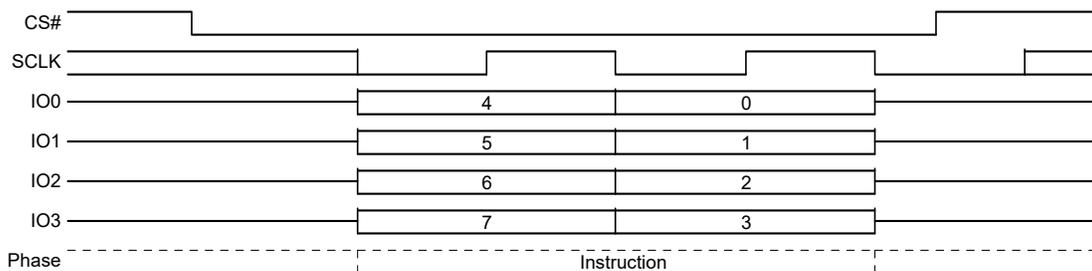 CS#
SCLK
IO0 4 0
IO1 5 1
IO2 6 2
IO3 7 3
Phase Instruction